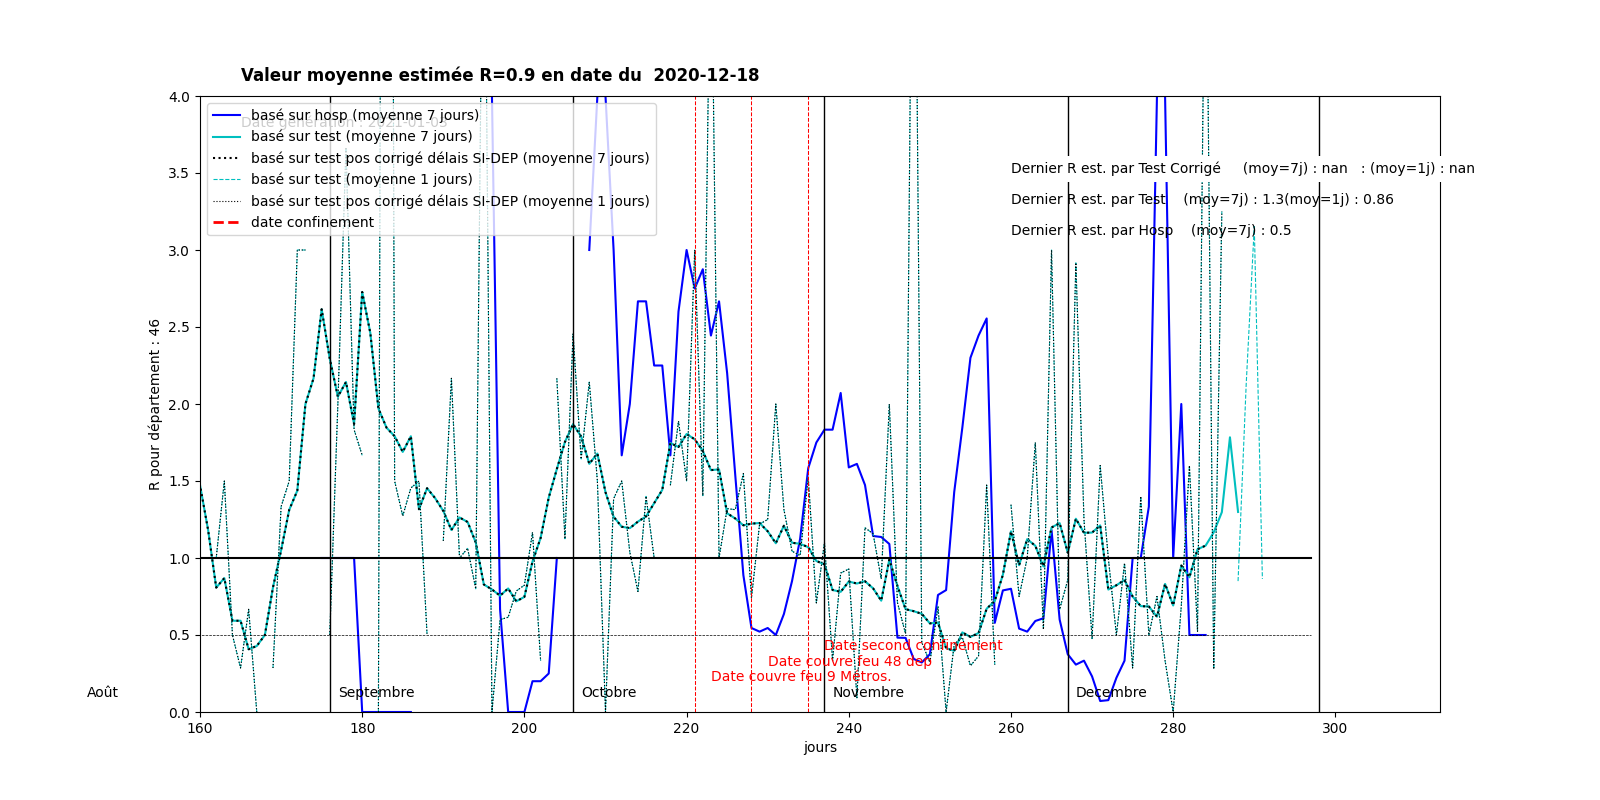 Valeur moyenne estimée R=0.9 en date du  2020-12-18
Date génération : 2021-01-03
basé sur hosp (moyenne 7 jours)
basé sur test (moyenne 7 jours)
basé sur test pos corrigé délais SI-DEP (moyenne 7 jours)
basé sur test (moyenne 1 jours)
basé sur test pos corrigé délais SI-DEP (moyenne 1 jours)
date confinement
Dernier R est. par Test Corrigé (moy=7j) : nan : (moy=1j) : nan
Dernier R est. par Test (moy=7j) : 1.3(moy=1j) : 0.86
Dernier R est. par Hosp (moy=7j) : 0.5
4.0
3.5
3.0
2.5
2.0
1.5
1.0
0.5
0.0
R pour département : 46
Date second confinement
Date couvre feu 48 dep
Date couvre feu 9 Métros.
Août Septembre Octobre Novembre Decembre
160 180 200 220 240 260 280 300
jours